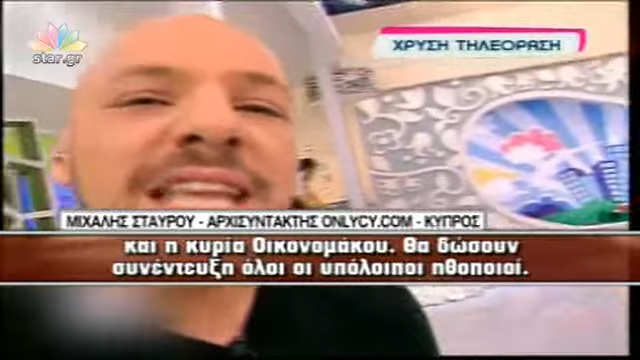 ΧΡΥΣΗ ΤΗΛΕΟΡΑΣΗ
star.gr
ΜΙΧΑΛΗΣ ΣΤΑΥΡΟΥ - ΑΡΧΙΣΥΝΤΑΚΤΗΣ ONLYCY.COM - ΚΥΠΡΟΣ
και η κυρία Οικονομάκου. θα δώσουν
συνέντευξη όλοι οι υπόλοιποι ηθοποιοί.